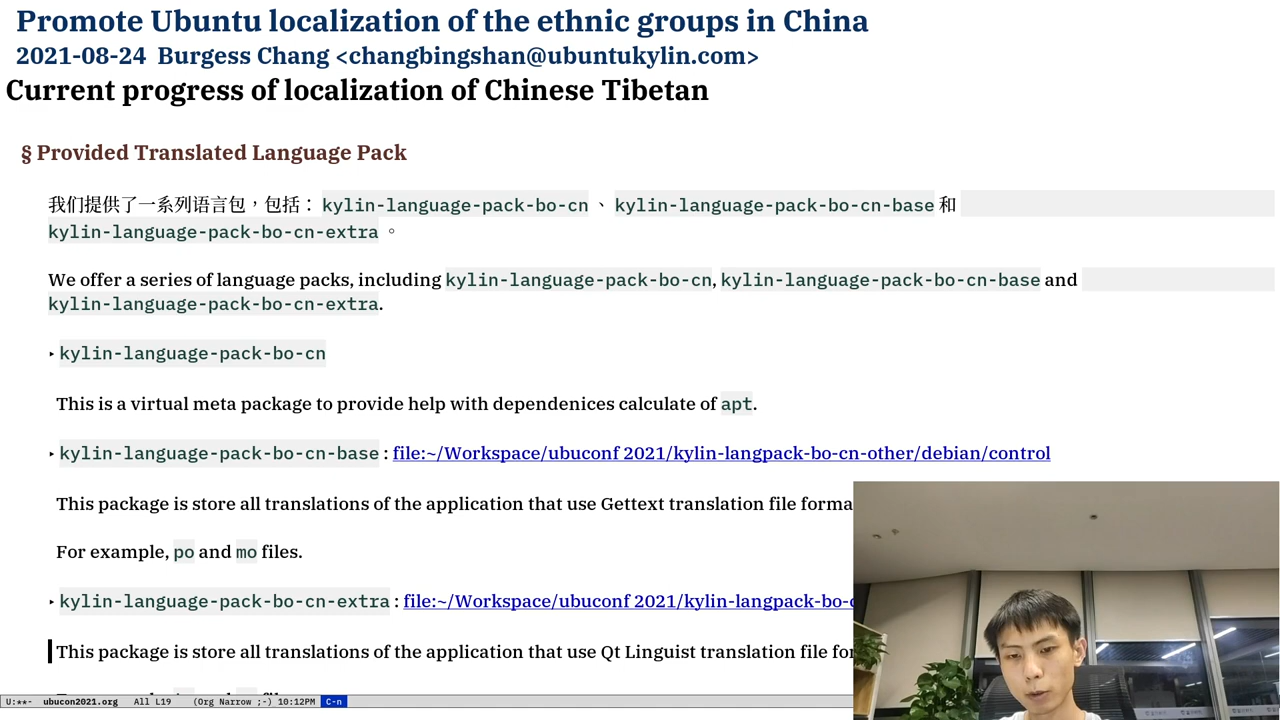 Promote Ubuntu localization of the ethnic groups in China
2021-08-24 Burgess Chang <changbingshan@ubuntukylin.com>
Current progress of localization of Chinese Tibetan
§ Provided Translated Language Pack
我们提供了一系列语言包，包括： kylin-language-pack-bo-cn 、 kylin-language-pack-bo-cn-base 和
kylin-language-pack-bo-cn-extra 。
We offer a series of language packs, including kylin-language-pack-bo-cn, kylin-language-pack-bo-cn-base and
kylin-language-pack-bo-cn-extra.
‣ kylin-language-pack-bo-cn
This is a virtual meta package to provide help with dependenices calculate of apt.
‣ kylin-language-pack-bo-cn-base : file:~/Workspace/ubuconf 2021/kylin-langpack-bo-cn-other/debian/control
This package is store all translations of the application that use Gettext translation file forma
For example, po and mo files.
‣ kylin-language-pack-bo-cn-extra : file:~/Workspace/ubuconf 2021/kylin-langpack-bo-c
This package is store all translations of the application that use Qt Linguist translation file for
U:**- ubucon2021.org All L19 (Org Narrow ;-) 10:12PM C-n